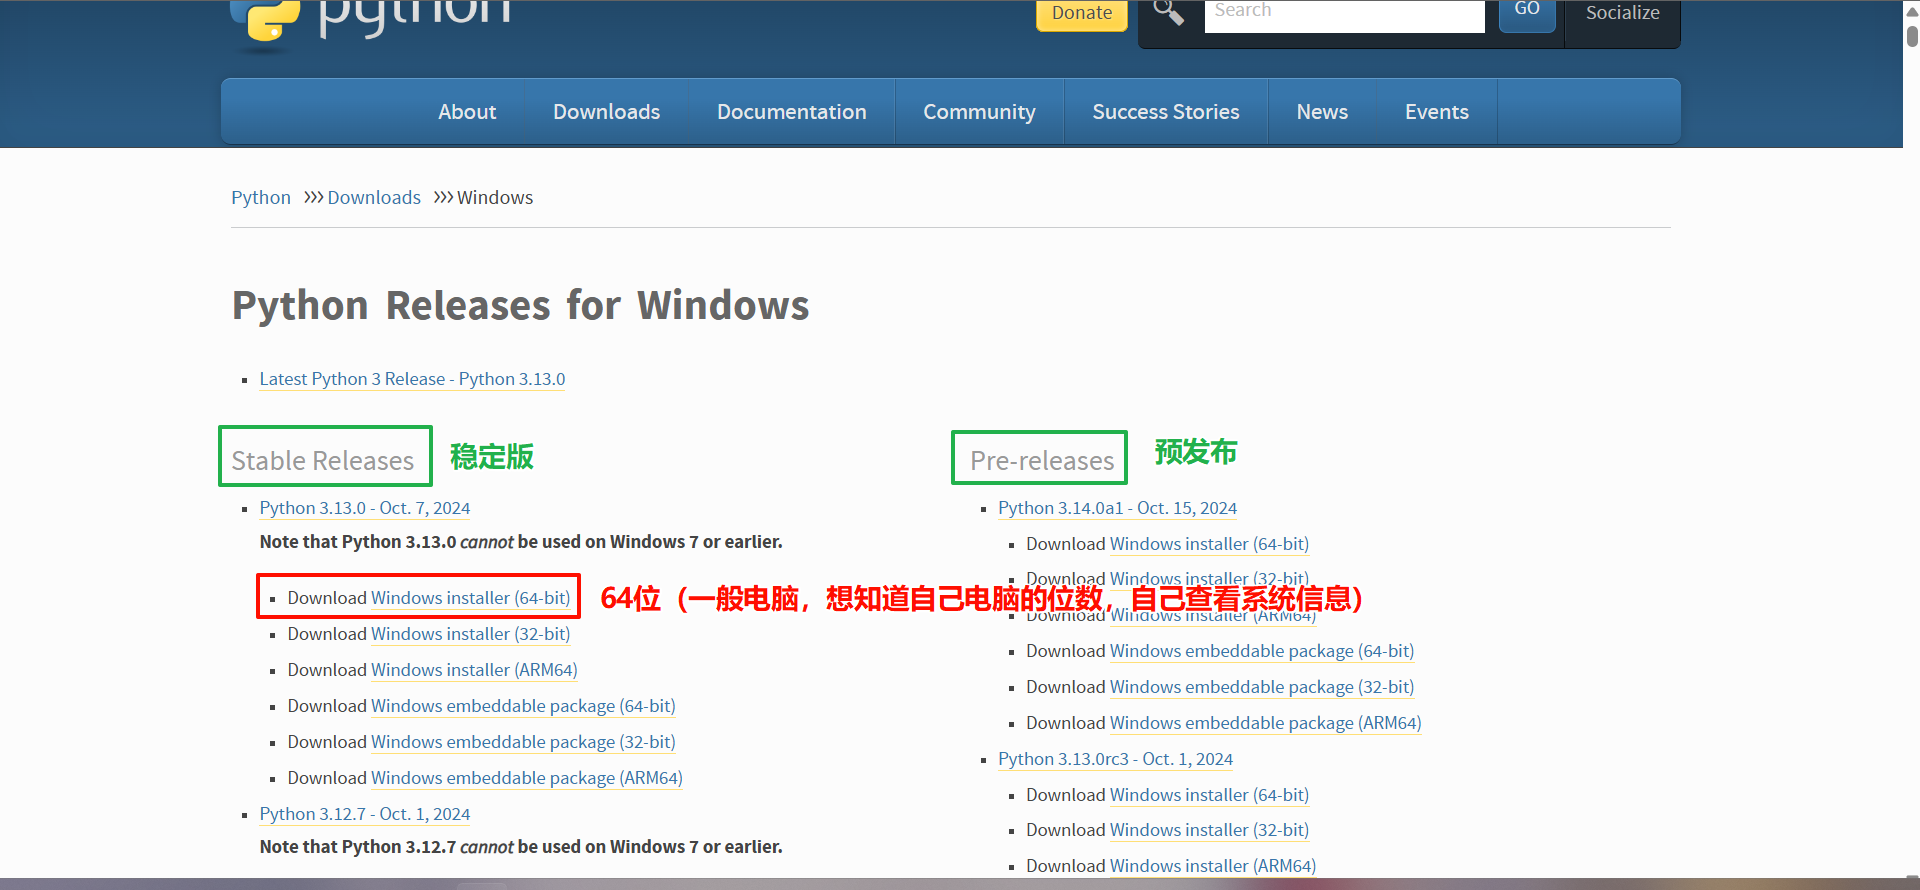 python
Donate
Search
GO
Socialize
About
Downloads
Documentation
Community
Success Stories
News
Events
Python >>> Downloads >>> Windows
Python Releases for Windows
Latest Python 3 Release - Python 3.13.0
Stable Releases
稳定版
Python 3.13.0 - Oct. 7, 2024
Note that Python 3.13.0 cannot be used on Windows 7 or earlier.
Download Windows installer (64-bit)
64位（一般电脑，想知道自己电脑的位数，自己查看系统信息）
Download Windows installer (32-bit)
Download Windows installer (ARM64)
Download Windows embeddable package (64-bit)
Download Windows embeddable package (32-bit)
Download Windows embeddable package (ARM64)
Python 3.12.7 - Oct. 1, 2024
Note that Python 3.12.7 cannot be used on Windows 7 or earlier.
Pre-releases
预发布
Python 3.14.0a1 - Oct. 15, 2024
Download Windows installer (64-bit)
Download Windows installer (32-bit)
Download Windows installer (ARM64)
Download Windows embeddable package (64-bit)
Download Windows embeddable package (32-bit)
Download Windows embeddable package (ARM64)
Python 3.13.0rc3 - Oct. 1, 2024
Download Windows installer (64-bit)
Download Windows installer (32-bit)
Download Windows installer (ARM64)